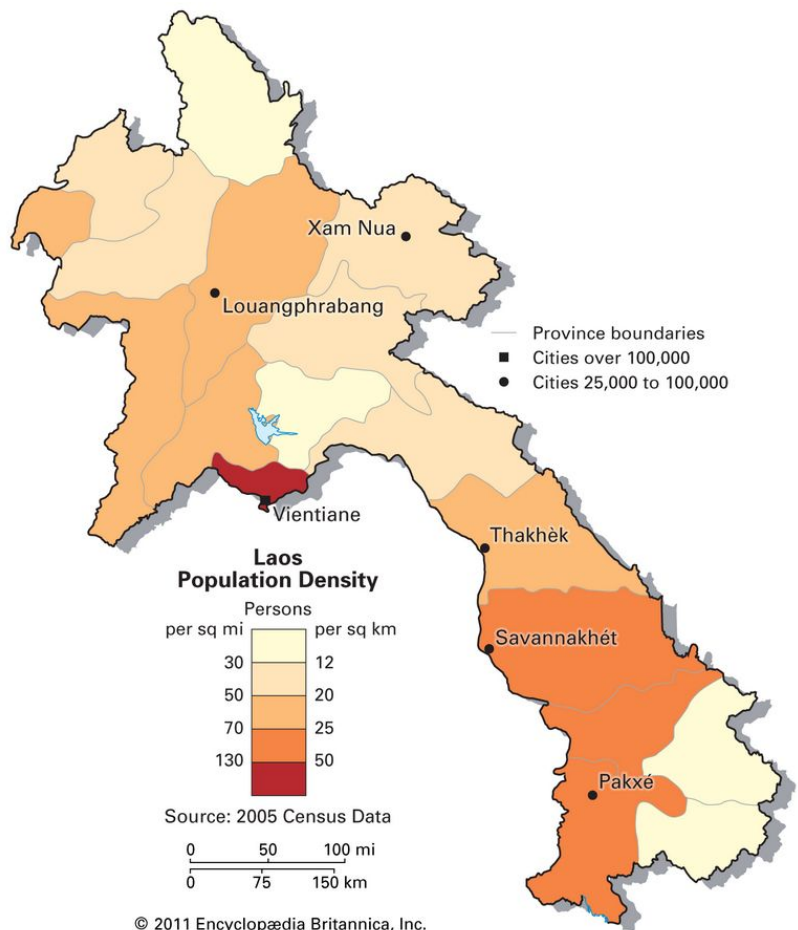 Xam Nua
Louangphrabang
Province boundaries
Cities over 100,000
Cities 25,000 to 100,000
Vientiane
Thakhèk
Savannakhét
Pakxé
Laos
Population Density
Persons
per sq mi per sq km
30 12
50 20
70 25
130 50
Source: 2005 Census Data
0 50 100 mi
0 75 150 km
© 2011 Encyclopædia Britannica, Inc.